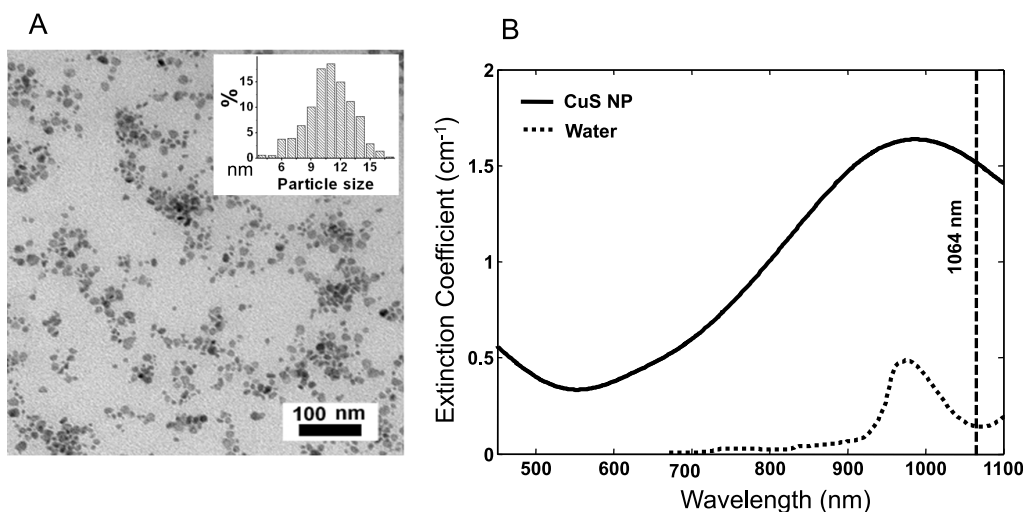 A
%
15
10
5
0
nm
6 9 12 15
Particle size
100 nm
B
Extinction Coefficient (cm-1)
2
1.5
1
0.5
0
CuS NP
Water
1064 nm
500 600 700 800 900 1000 1100
Wavelength (nm)